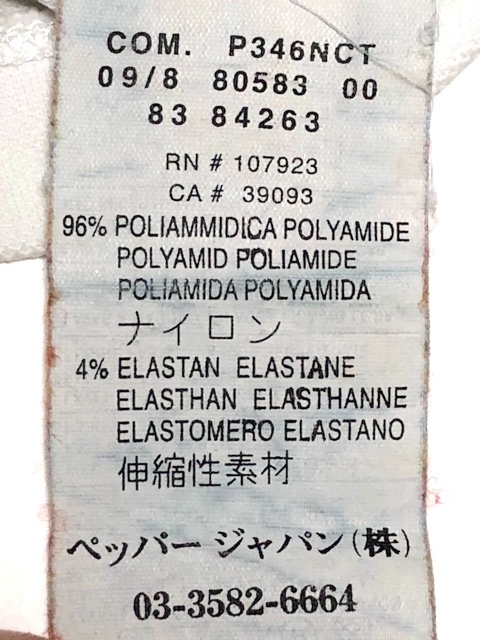 COM. P346NCT
09/8 80583 00
83 84263
RN # 107923
CA # 39093
96% POLIAMMIDICA POLYAMIDE
POLYAMID POLIAMIDE
POLIAMIDA POLYAMIDA
ナイロン
4% ELASTAN ELASTANE
ELASTHAN ELASTHANNE
ELASTOMERO ELASTANO
伸縮性素材
ペッパージャパン(株)
03-3582-6664